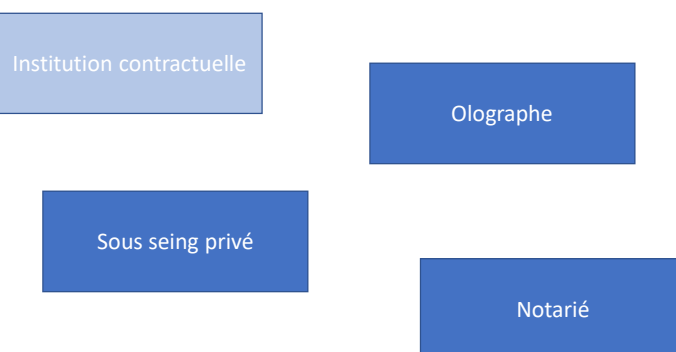 Institution contractuelle
Olographe
Sous seing privé
Notarié